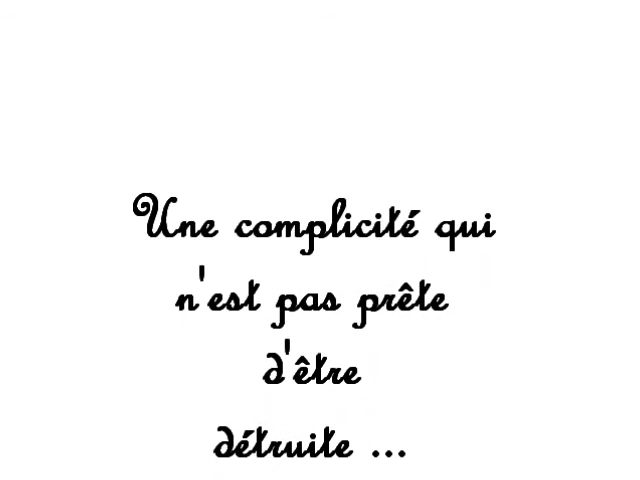 Une complicité qui
n'est pas prête
d'être
détruite ...